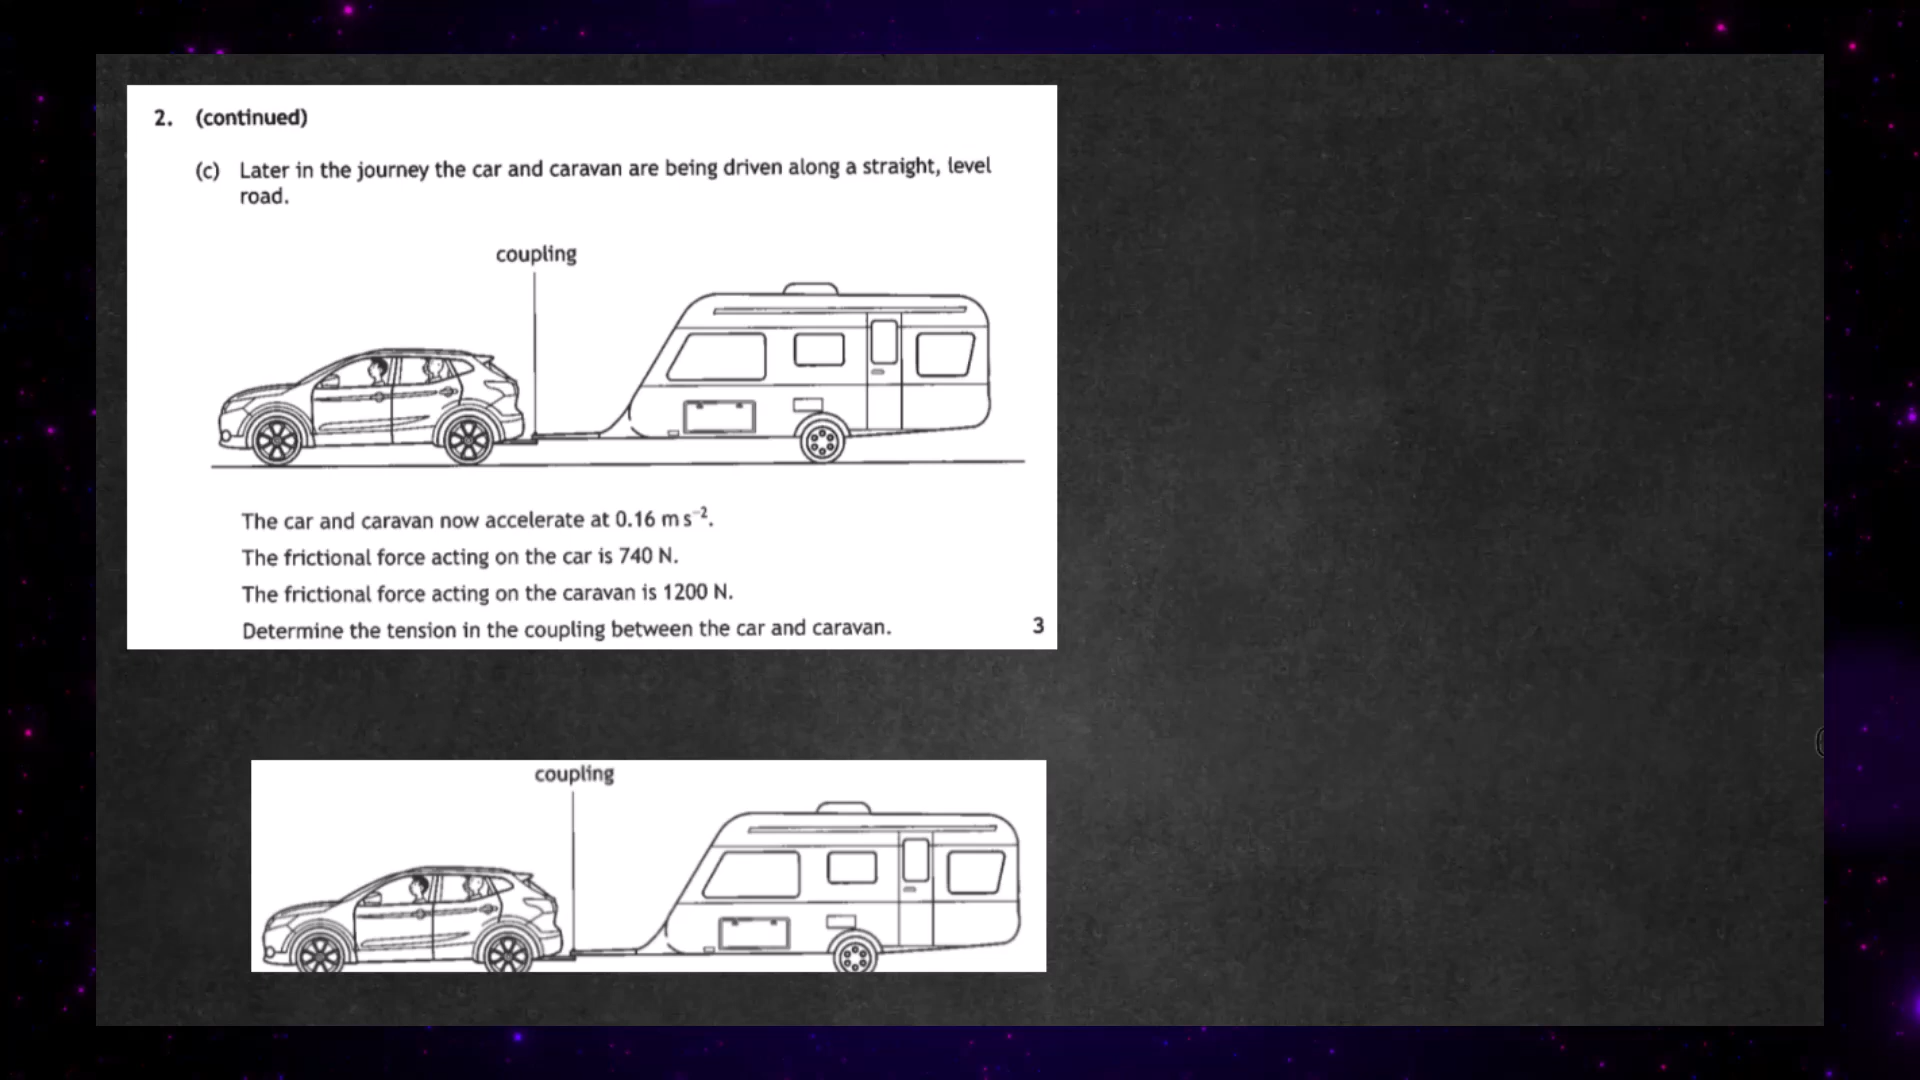 2. (continued)
(c) Later in the journey the car and caravan are being driven along a straight, level
road.
coupling
The car and caravan now accelerate at 0.16 m s⁻².
The frictional force acting on the car is 740 N.
The frictional force acting on the caravan is 1200 N.
Determine the tension in the coupling between the car and caravan. 3
coupling